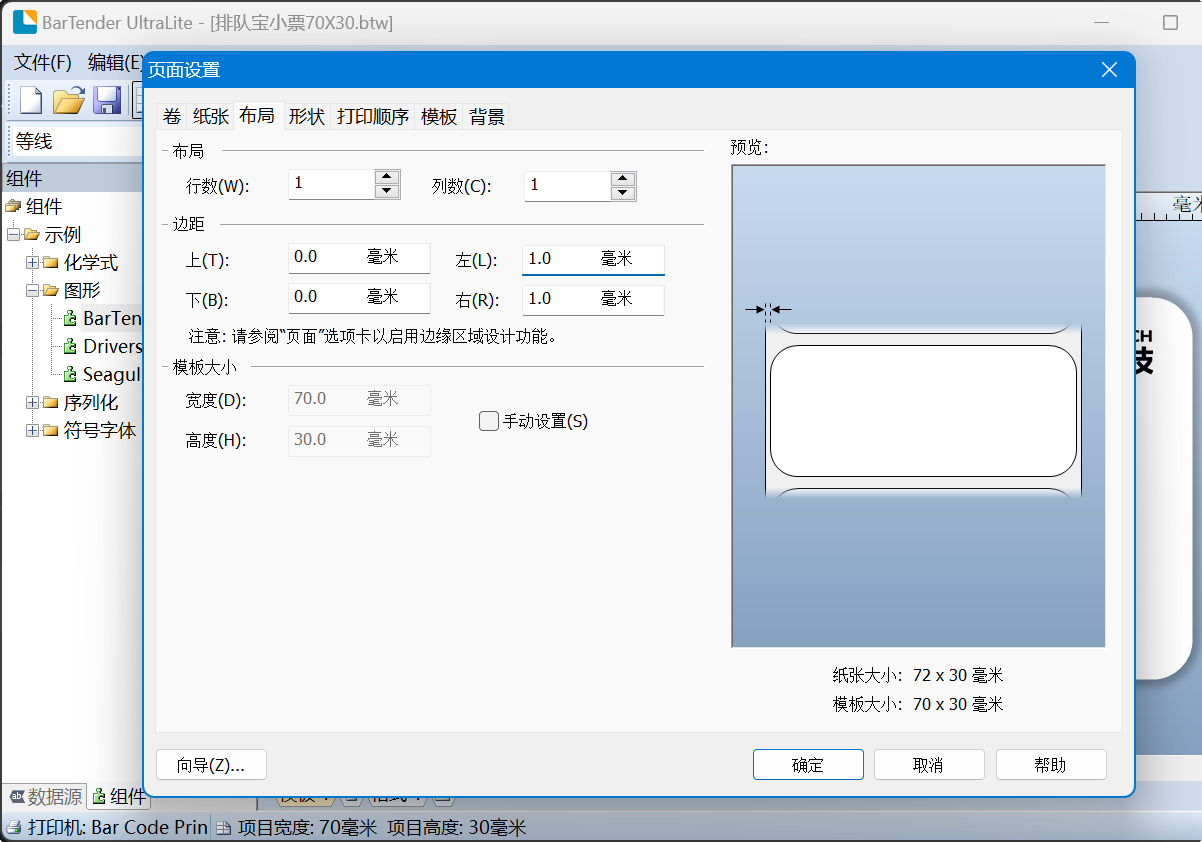 BarTender UltraLite - [排队宝小票70X30.btw]
文件(F) 编辑(E)
页面设置
等线
卷 纸张 布局 形状 打印顺序 模板 背景
布局
行数(W): 1 列数(C): 1
边距
上(T): 0.0 毫米 左(L): 1.0 毫米
下(B): 0.0 毫米 右(R): 1.0 毫米
注意: 请参阅“页面”选项卡以启用边缘区域设计功能。
模板大小
宽度(D): 70.0 毫米
高度(H): 30.0 毫米
手动设置(S)
预览:
纸张大小: 72 x 30 毫米
模板大小: 70 x 30 毫米
向导(Z)... 确定 取消 帮助
组件
组件
示例
化学式
图形
BarTen
Drivers
Seagul
序列化
符号字体
毫米
CH
技
数据源 组件
打印机: Bar Code Prin 项目宽度: 70毫米 项目高度: 30毫米